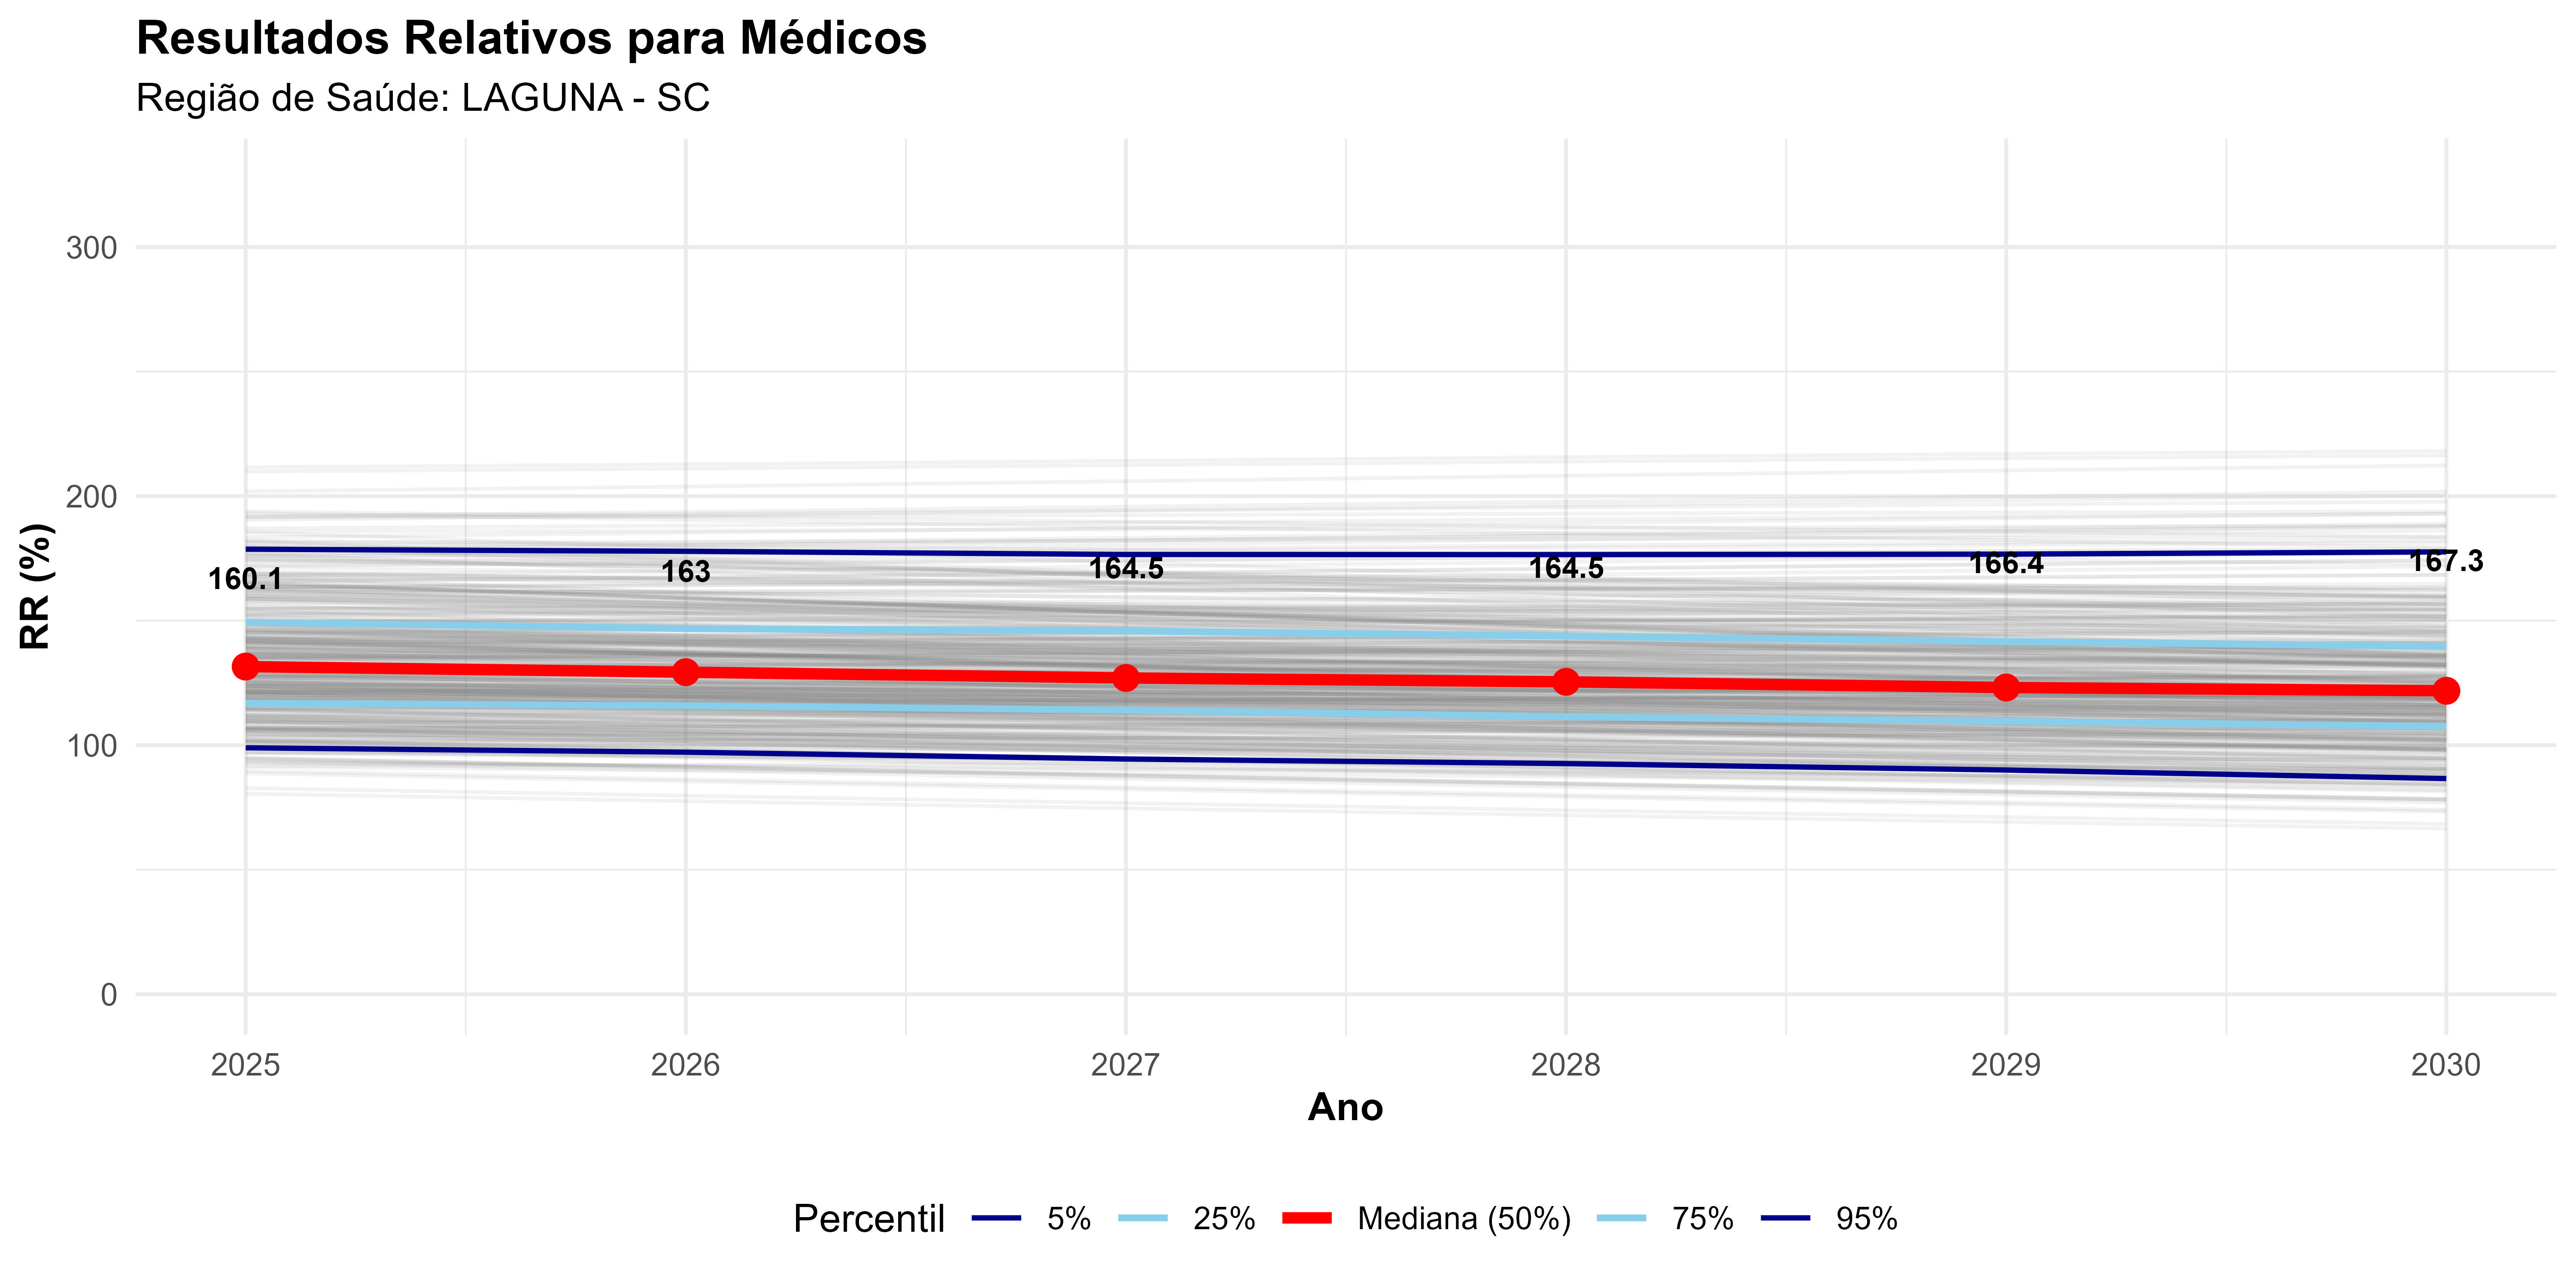 Resultados Relativos para Médicos
Região de Saúde: LAGUNA - SC
RR (%)
300
200
100
0
160.1 163 164.5 164.5 166.4 167.3
2025 2026 2027 2028 2029 2030
Ano
Percentil 5% 25% Mediana (50%) 75% 95%